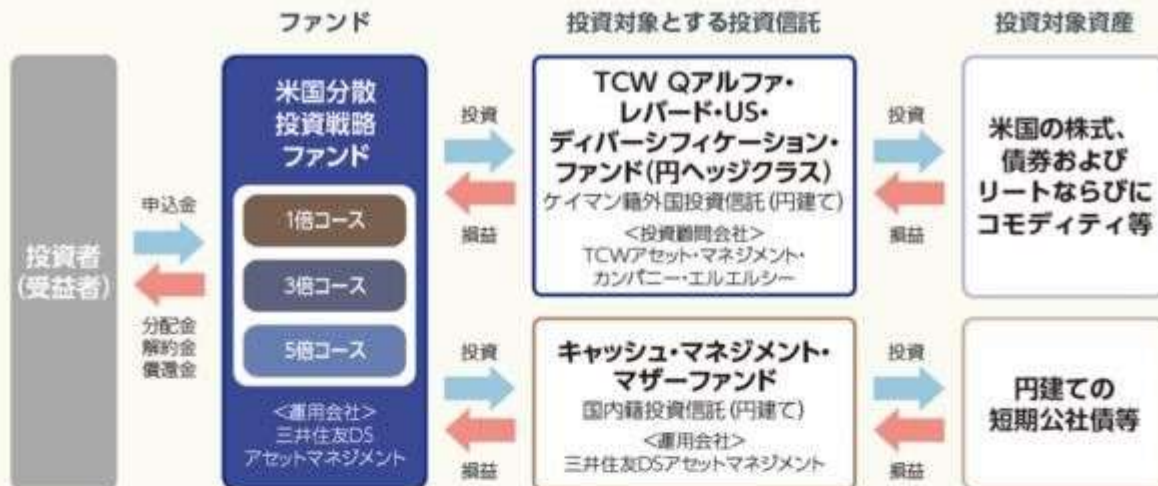 ファンド
投資対象とする投資信託
投資対象資産
投資者
(受益者)
申込金
分配金
解約金
償還金
米国分散
投資戦略
ファンド
1倍コース
3倍コース
5倍コース
<運用会社>
三井住友DS
アセットマネジメント
投資
損益
TCW Qアルファ・
レバード・US・
ディバーシフィケーション・
ファンド(円ヘッジクラス)
ケイマン籍外国投資信託(円建て)
<投資顧問会社>
TCWアセット・マネジメント・
カンパニー・エルエルシー
投資
損益
米国の株式、
債券および
リートならびに
コモディティ等
投資
損益
キャッシュ・マネジメント・
マザーファンド
国内籍投資信託(円建て)
<運用会社>
三井住友DSアセットマネジメント
投資
損益
円建ての
短期公社債等